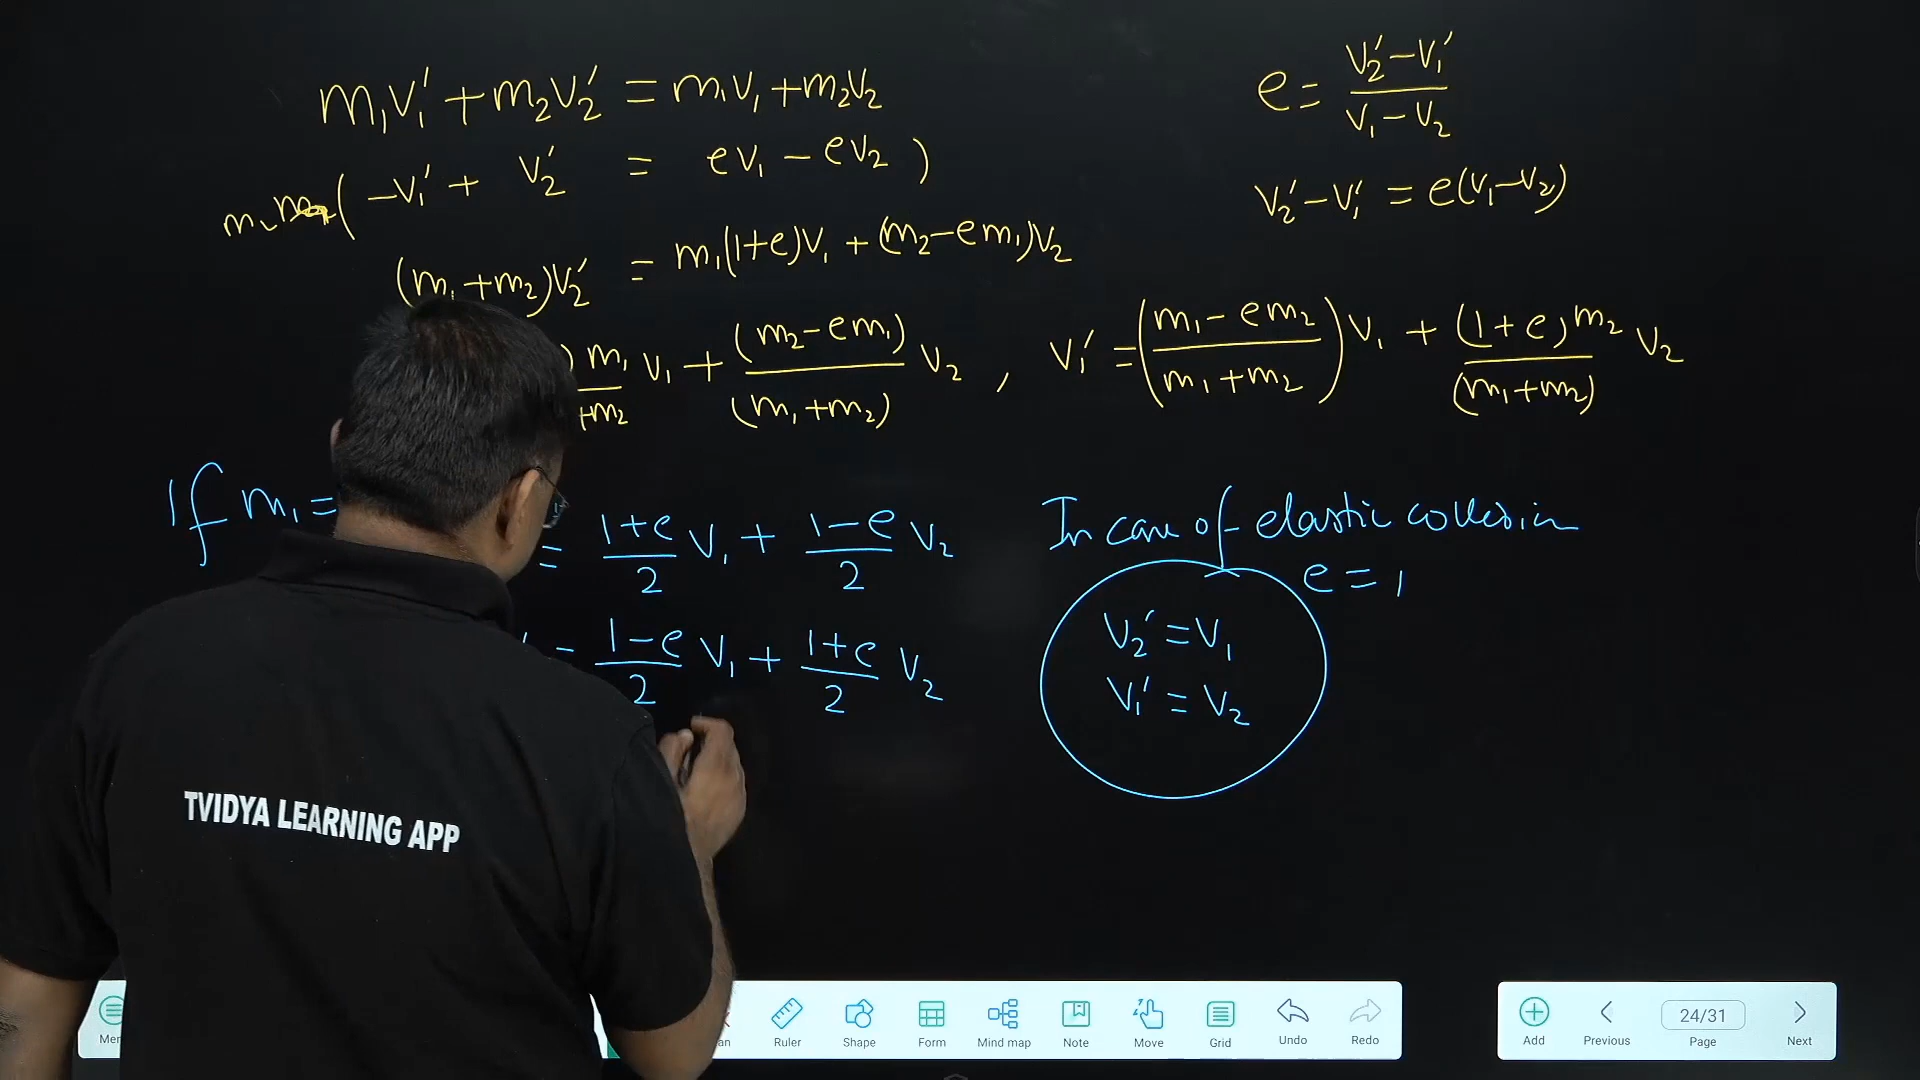 m₁v₁′ + m₂v₂′ = m₁v₁ + m₂v₂
(−v₁′ + v₂′ = ev₁ − ev₂)
(m₁+m₂)v₂′ = m₁(1+e)v₁ + (m₂−em₁)v₂
) m₁/+m₂ v₁ + (m₂−em₁)/(m₁+m₂) v₂ , v₁′ = (m₁−em₂/m₁+m₂)v₁ + (1+e)m₂/(m₁+m₂) v₂
e = v₂′−v₁′/v₁−v₂
v₂′−v₁′ = e(v₁−v₂)
If m₁ =
= 1+e/2 v₁ + 1−e/2 v₂
1−e/2 v₁ + 1+e/2 v₂
In case of elastic collision
e = 1
v₂′ = v₁
v₁′ = v₂
TVIDYA LEARNING APP
Ruler Shape Form Mind map Note Move Grid Undo Redo
24/31
Add Previous Page Next